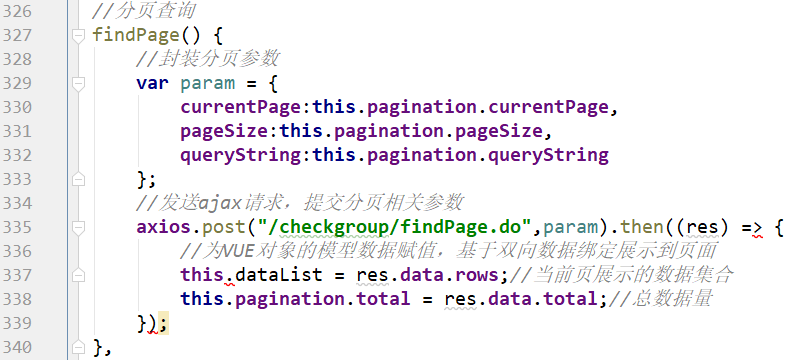 326 //分页查询
327 findPage() {
328 //封装分页参数
329 var param = {
330 currentPage:this.pagination.currentPage,
331 pageSize:this.pagination.pageSize,
332 queryString:this.pagination.queryString
333 };
334 //发送ajax请求，提交分页相关参数
335 axios.post("/checkgroup/findPage.do",param).then((res) => {
336 //为VUE对象的模型数据赋值，基于双向数据绑定展示到页面
337 this.dataList = res.data.rows;//当前页展示的数据集合
338 this.pagination.total = res.data.total;//总数据量
339 });
340 },